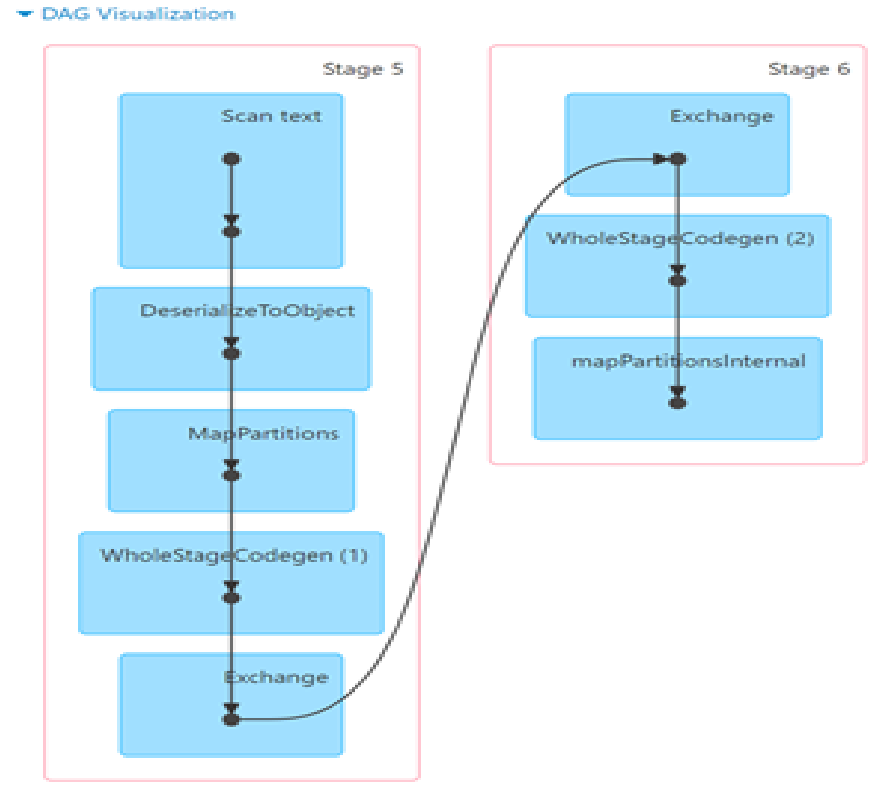 DAG Visualization
Stage 5
Scan text
DeserializeToObject
MapPartitions
WholeStageCodegen (1)
Exchange
Stage 6
Exchange
WholeStageCodegen (2)
mapPartitionsInternal